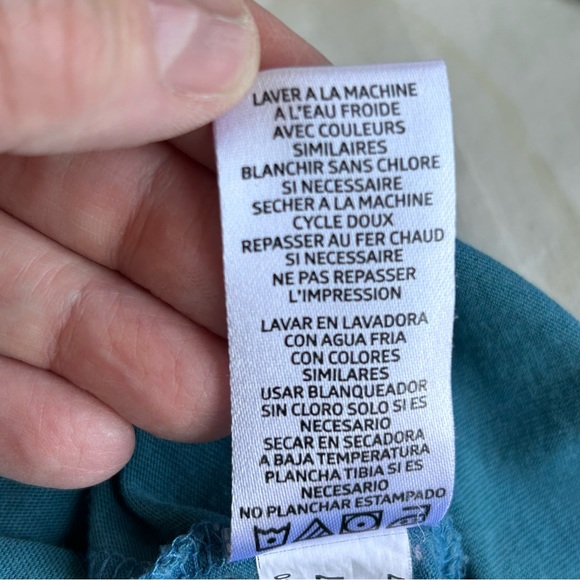 LAVER A LA MACHINE
A L'EAU FROIDE
AVEC COULEURS
SIMILAIRES
BLANCHIR SANS CHLORE
SI NECESSAIRE
SECHER A LA MACHINE
CYCLE DOUX
REPASSER AU FER CHAUD
SI NECESSAIRE
NE PAS REPASSER
L'IMPRESSION
LAVAR EN LAVADORA
CON AGUA FRIA
CON COLORES
SIMILARES
USAR BLANQUEADOR
SIN CLORO SOLO SI ES
NECESARIO
SECAR EN SECADORA
A BAJA TEMPERATURA
PLANCHA TIBIA SI ES
NECESARIO
NO PLANCHAR ESTAMPADO